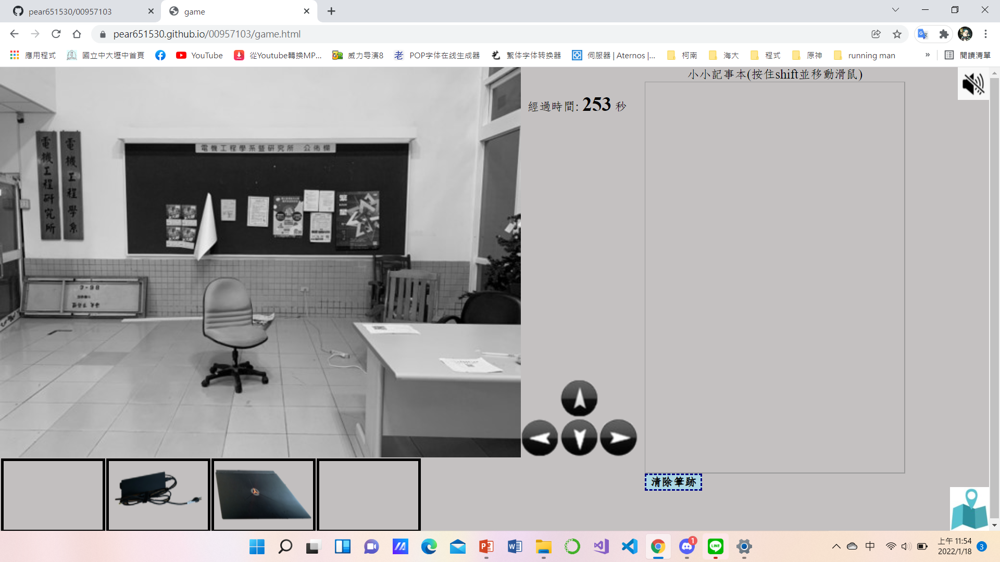 pear651530/00957103
game
pear651530.github.io/00957103/game.html
應用程式
國立中大壢中首頁
YouTube
從Youtube轉換MP...
威力导演8
POP字体在线生成器
繁体字体转换器
伺服器 | Aternos |...
柯南
海大
程式
原神
running man
»
閱讀清單
小小記事本(按住shift並移動滑鼠)
經過時間: 253 秒
電機工程學系暨研究所 公佈欄
電機工程研究所
電機工程學系
9-98
清除筆跡
1
中
上午 11:54
2022/1/18
3